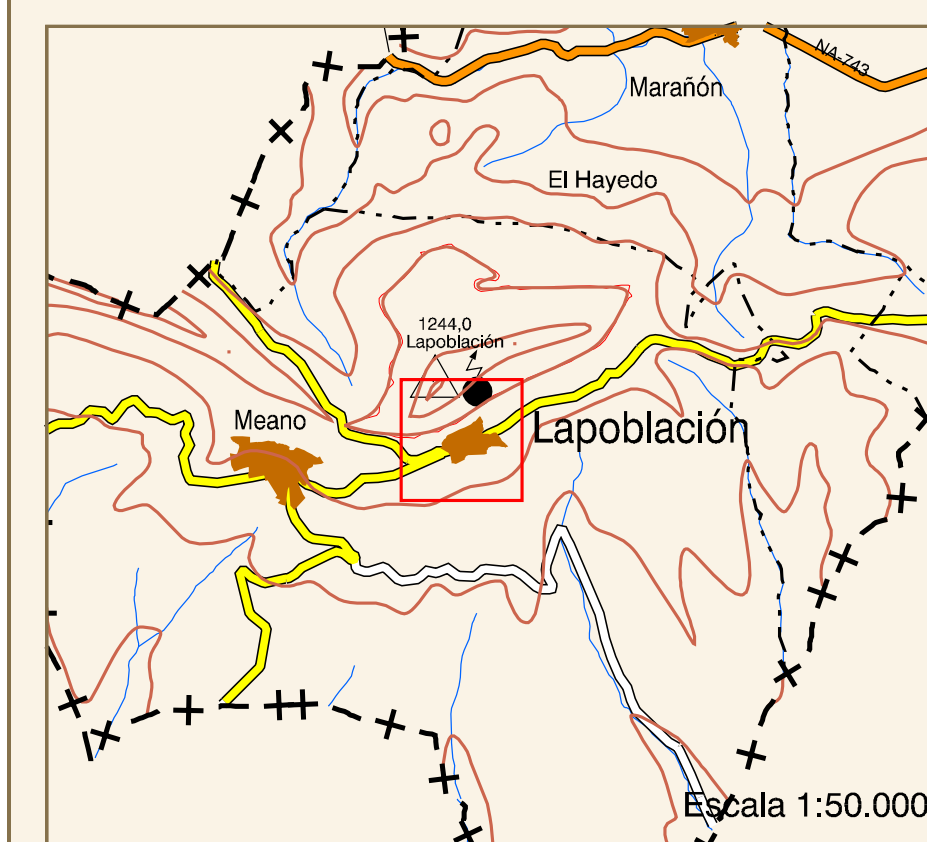 NA-743
Marañón
El Hayedo
1244,0
Lapoblación
Meano
Lapoblación
Escala 1:50.000